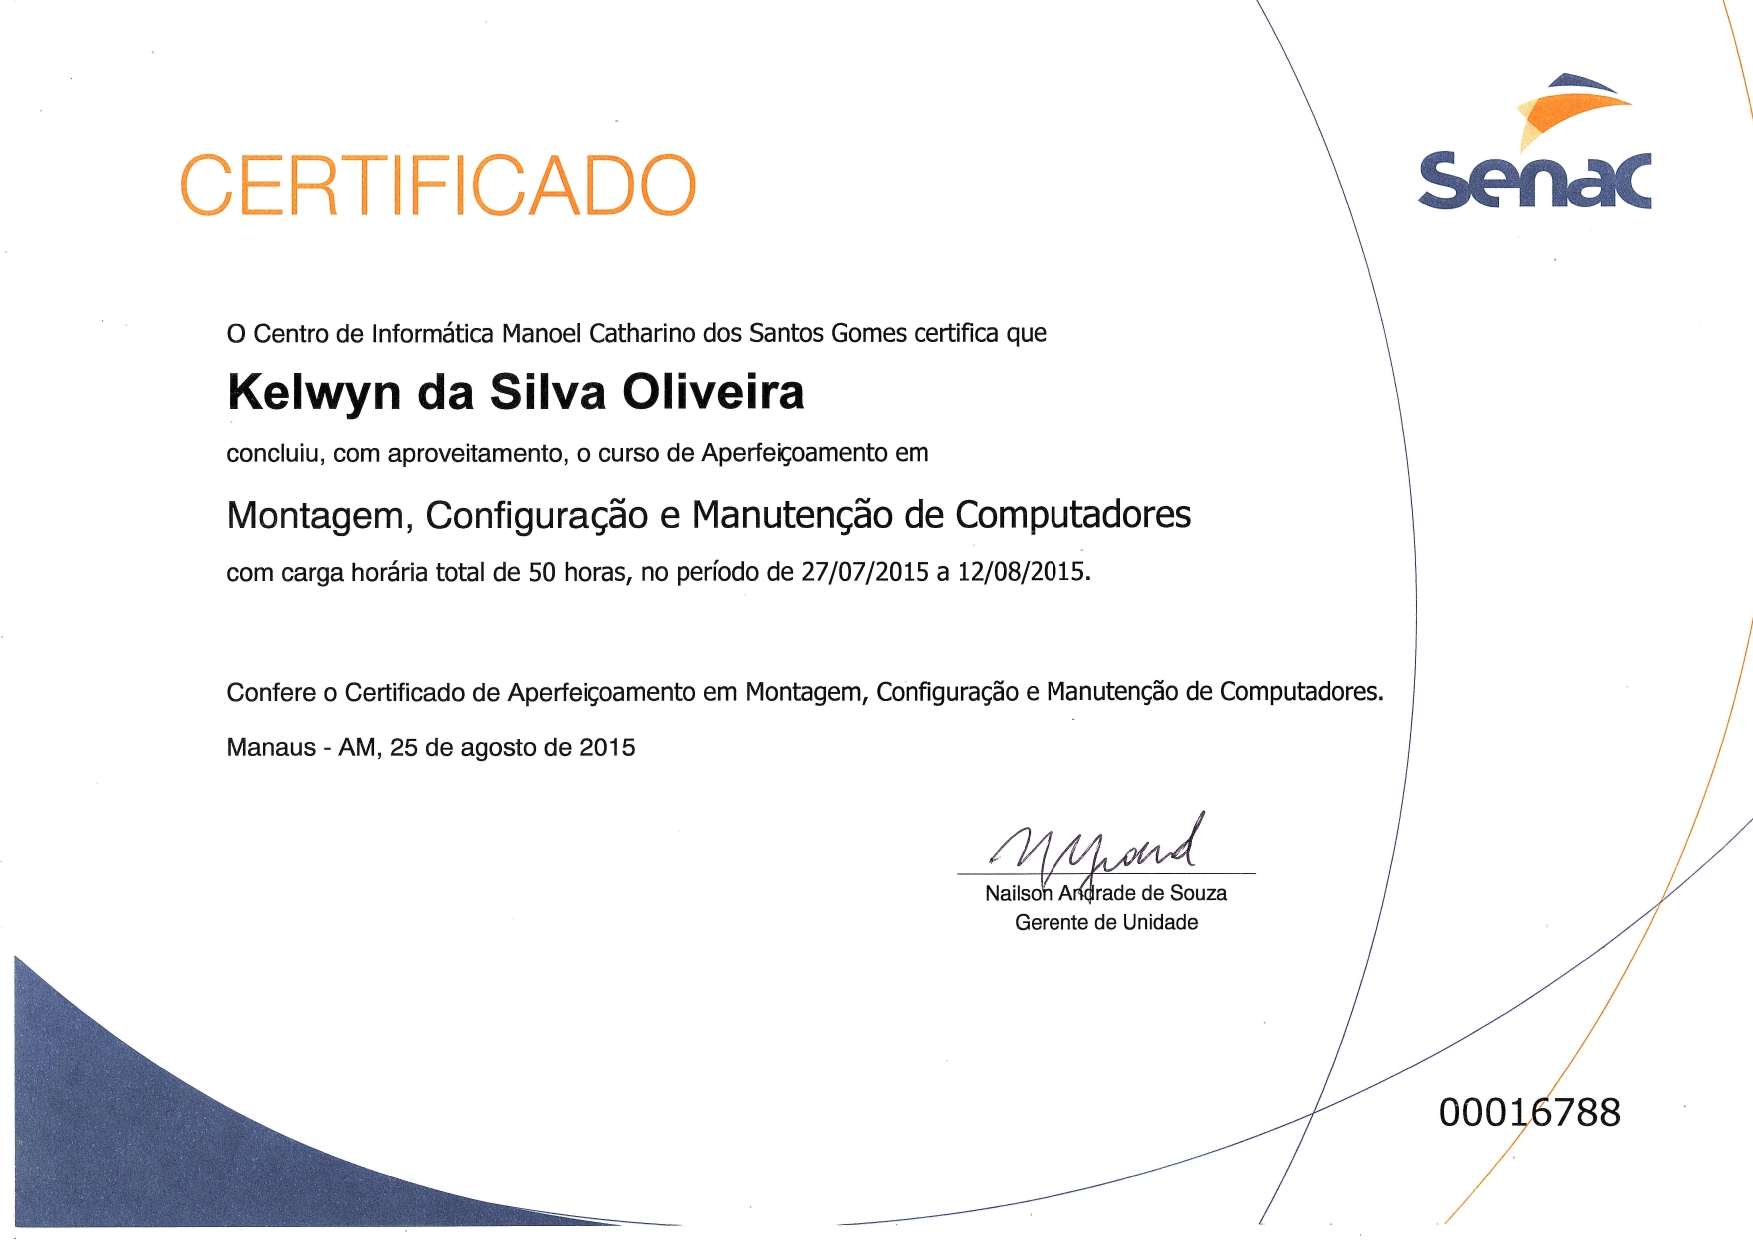 Senac
CERTIFICADO
O Centro de Informática Manoel Catharino dos Santos Gomes certifica que
Kelwyn da Silva Oliveira
concluiu, com aproveitamento, o curso de Aperfeiçoamento em
Montagem, Configuração e Manutenção de Computadores
com carga horária total de 50 horas, no período de 27/07/2015 a 12/08/2015.
Confere o Certificado de Aperfeiçoamento em Montagem, Configuração e Manutenção de Computadores.
Manaus - AM, 25 de agosto de 2015
Nailson Andrade de Souza
Gerente de Unidade
00016788